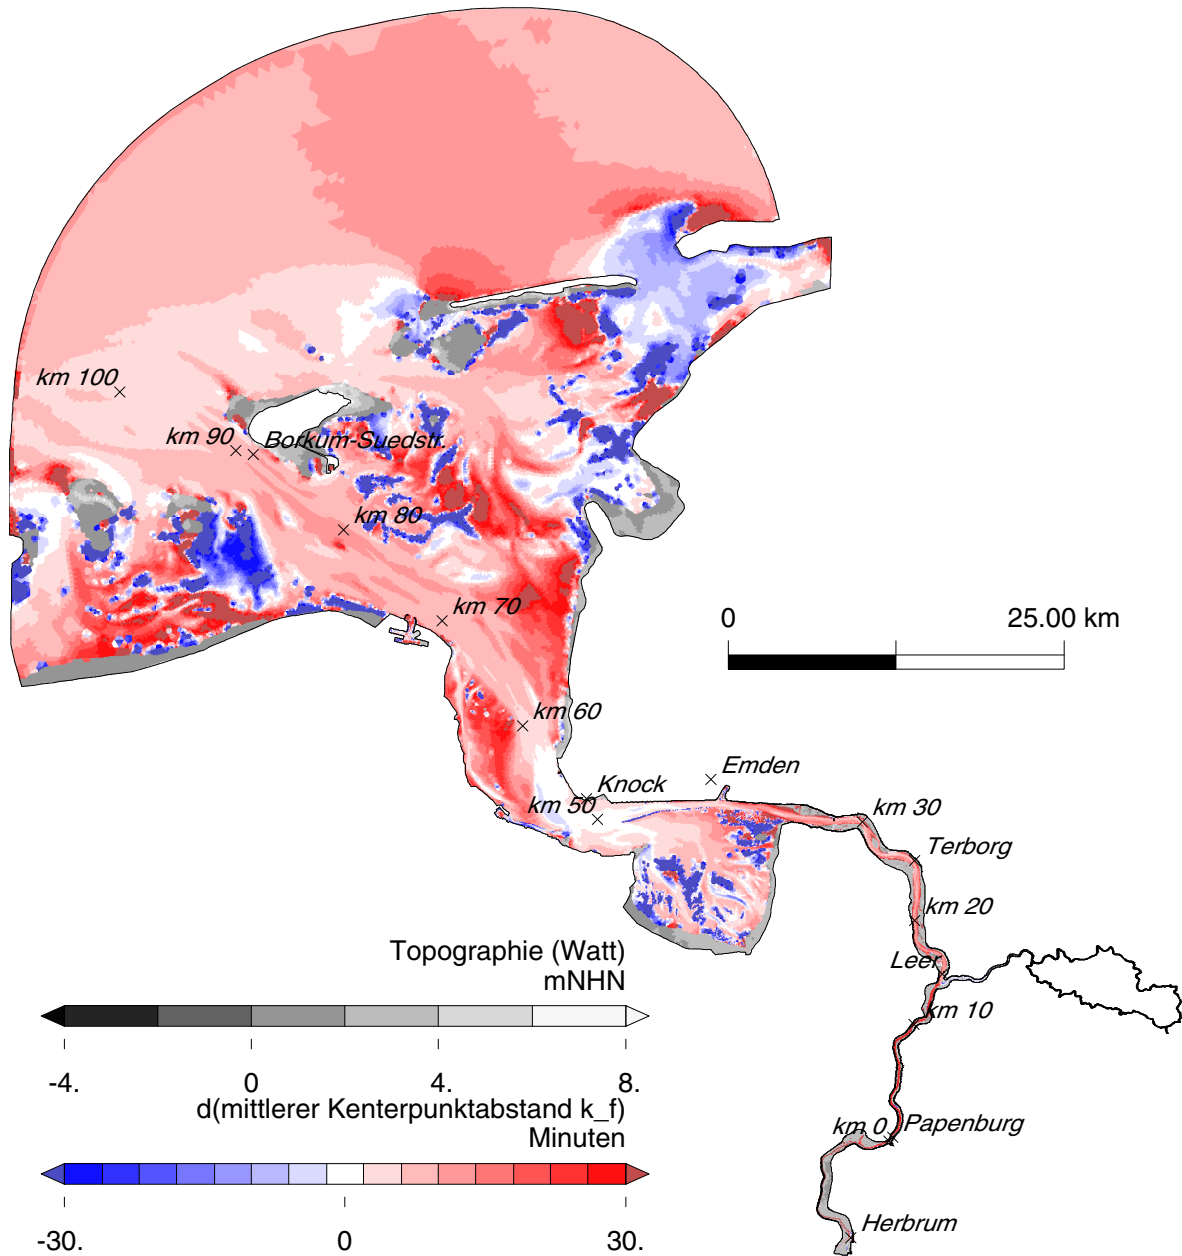 km 100
km 90
Borkum-Suedstr.
km 80
km 70
0 25.00 km
km 60
Emden
Knock
km 50
km 30
Terborg
km 20
Leer
km 10
Topographie (Watt)
mNHN
-4. 0 4. 8.
d(mittlerer Kenterpunktabstand k_f)
Minuten
km 0
Papenburg
Herbrum
-30. 0 30.